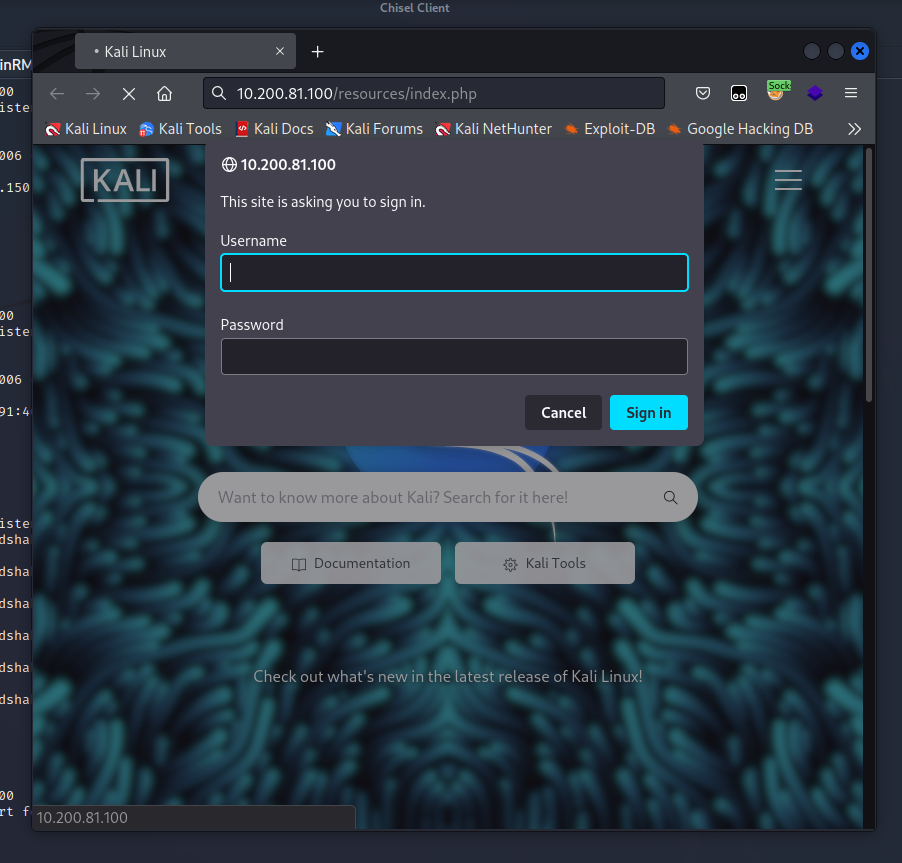 Chisel Client
Kali Linux
inRM
00
iste
10.200.81.100/resources/index.php
Sock
Kali Linux Kali Tools Kali Docs Kali Forums Kali NetHunter Exploit-DB Google Hacking DB
006
KALI
10.200.81.100
.150
This site is asking you to sign in.
Username
00
Password
iste
006
Cancel Sign in
91:4
Want to know more about Kali? Search for it here!
iste
dsha
Documentation Kali Tools
dsha
dsha
dsha
dsha
Check out what's new in the latest release of Kali Linux!
dsha
00
rt f
10.200.81.100